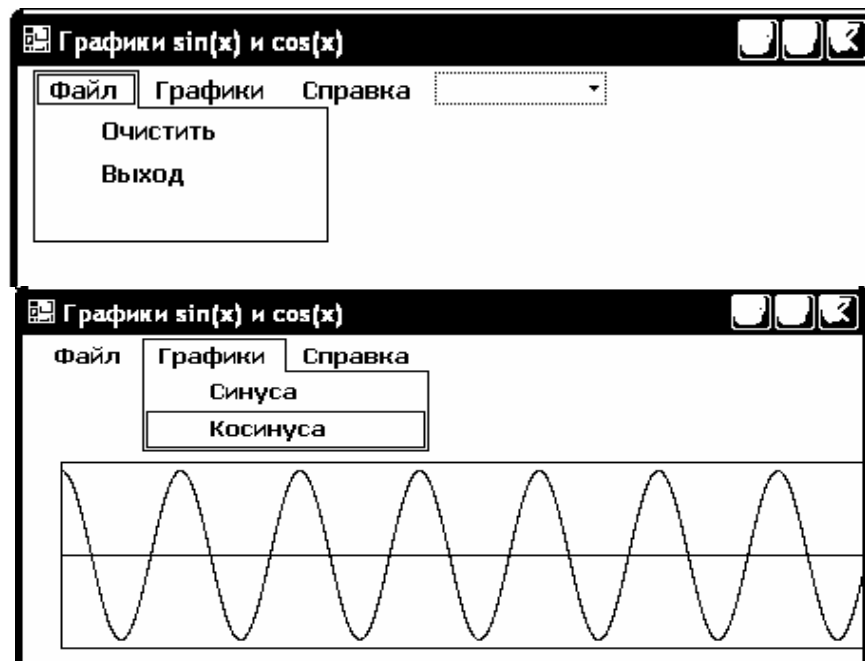 Графики sin(x) и cos(x)
Файл Графики Справка
Очистить
Выход
Графики sin(x) и cos(x)
Файл Графики Справка
Синуса
Косинуса